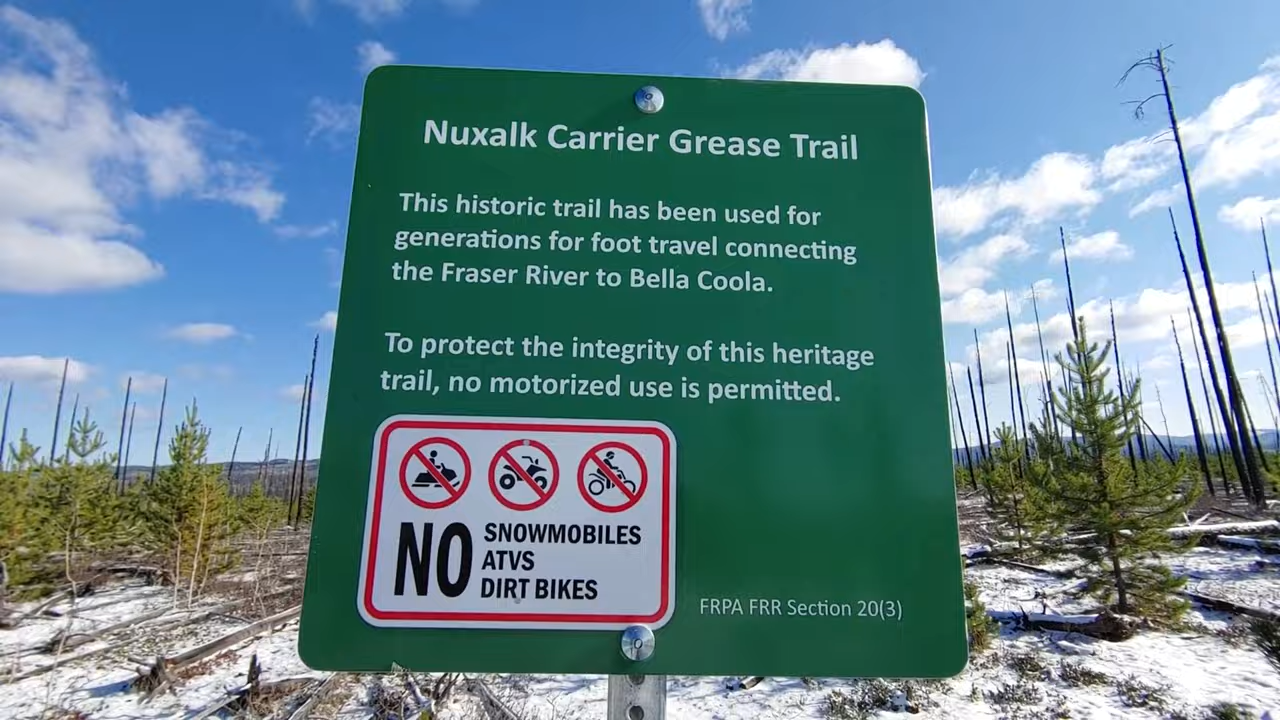 Nuxalk Carrier Grease Trail
This historic trail has been used for
generations for foot travel connecting
the Fraser River to Bella Coola.
To protect the integrity of this heritage
trail, no motorized use is permitted.
NO SNOWMOBILES
ATVS
DIRT BIKES
FRPA FRR Section 20(3)